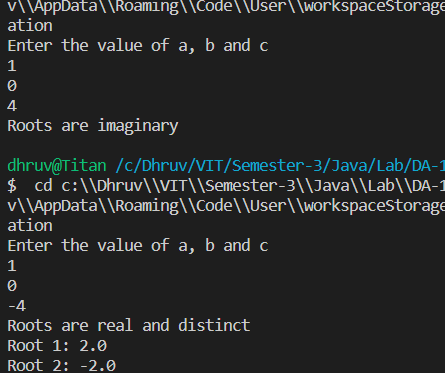 v\\AppData\\Roaming\\Code\\User\\workspaceStorage
ation
Enter the value of a, b and c
1
0
4
Roots are imaginary
dhruv@Titan /c/Dhruv/VIT/Semester-3/Java/Lab/DA-1
$  cd c:\\Dhruv\\VIT\\Semester-3\\Java\\Lab\\DA-1
v\\AppData\\Roaming\\Code\\User\\workspaceStorage
ation
Enter the value of a, b and c
1
0
-4
Roots are real and distinct
Root 1: 2.0
Root 2: -2.0